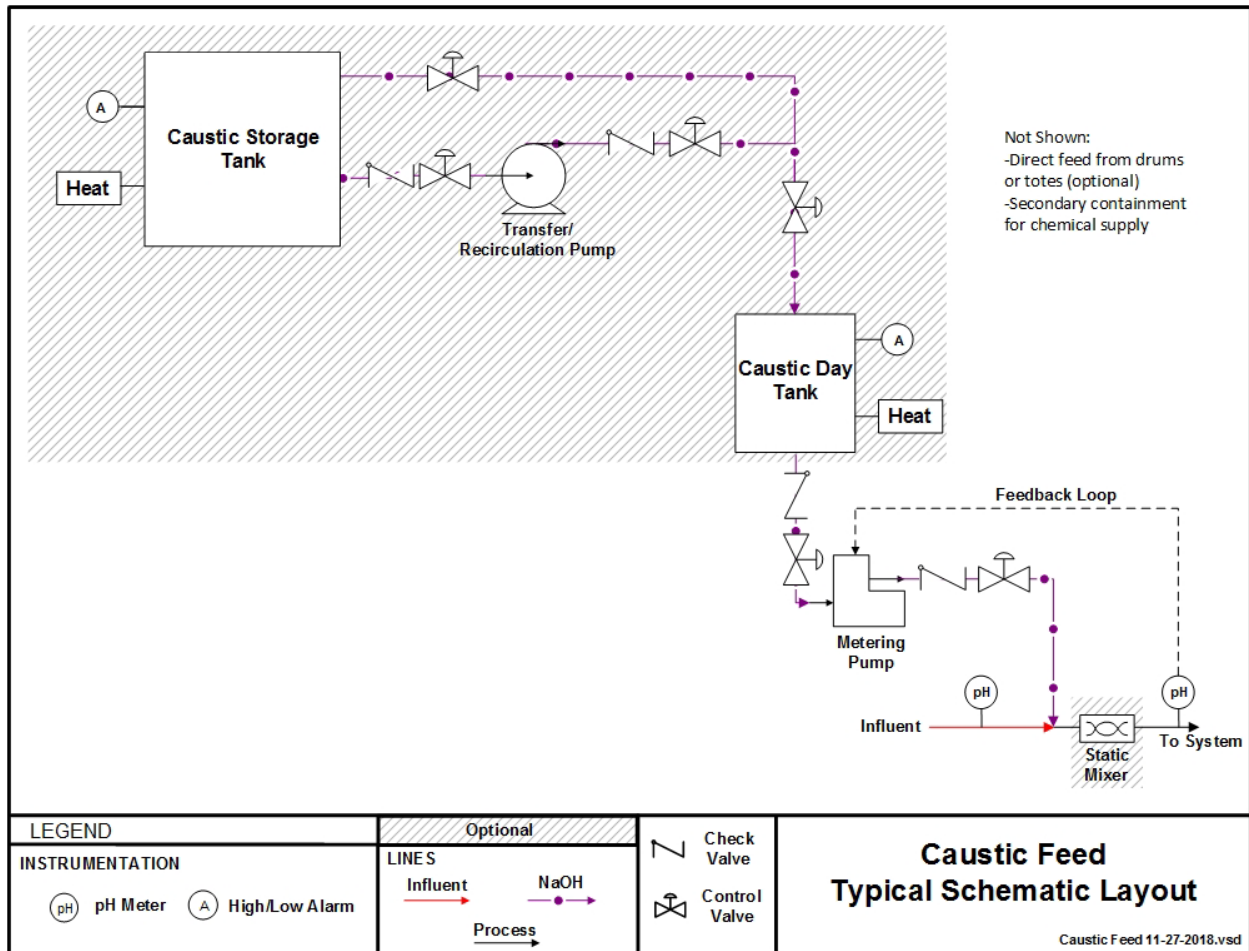 A
Caustic Storage
Tank
Heat
Transfer/
Recirculation Pump
Not Shown:
-Direct feed from drums
or totes (optional)
-Secondary containment
for chemical supply
Caustic Day
Tank
A
Heat
Feedback Loop
Metering
Pump
pH
pH
Influent
To System
Static
Mixer
LEGEND
INSTRUMENTATION
pH
pH Meter
A
High/Low Alarm
Optional
LINES
Influent
NaOH
Process
Check
Valve
Control
Valve
Caustic Feed
Typical Schematic Layout
Caustic Feed 11-27-2018.vsd